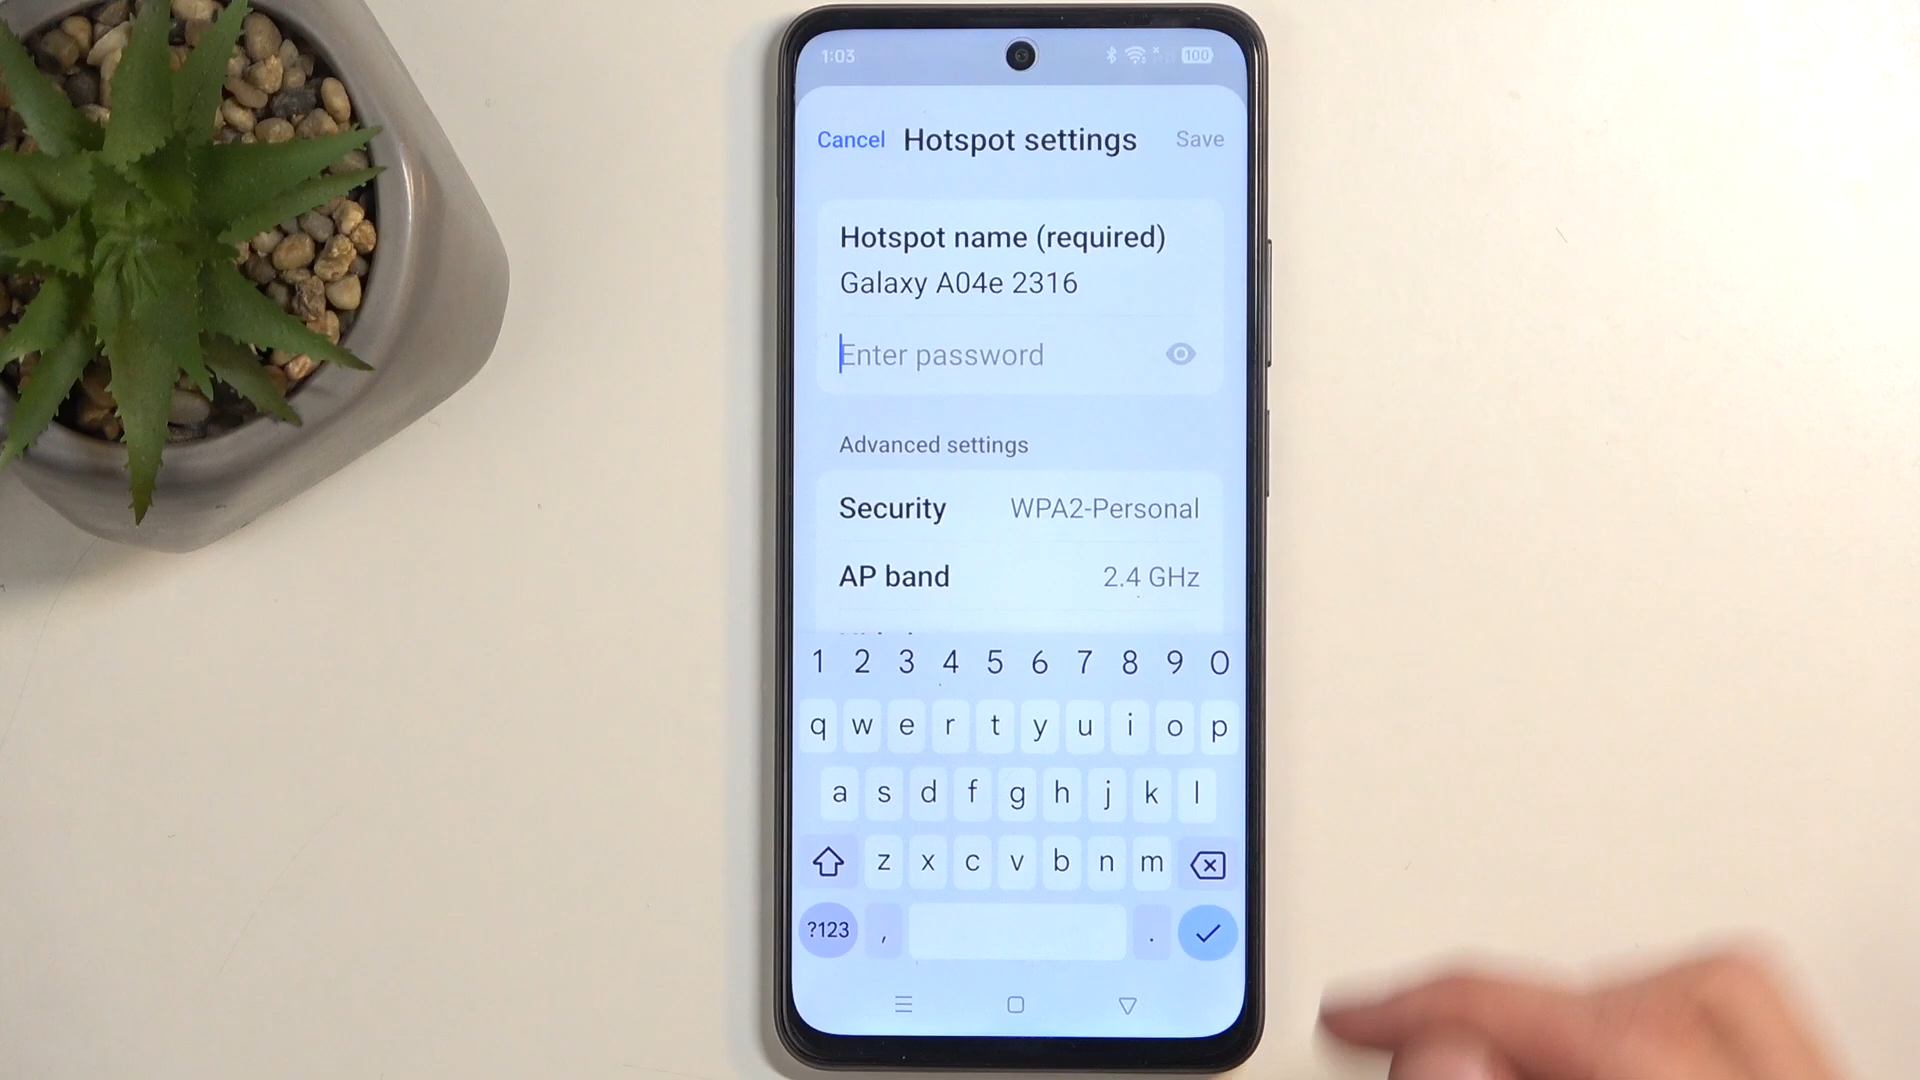 1:03
100
Cancel Hotspot settings Save
Hotspot name (required)
Galaxy A04e 2316
Enter password
Advanced settings
Security WPA2-Personal
AP band 2.4 GHz
1 2 3 4 5 6 7 8 9 0
q w e r t y u i o p
a s d f g h j k l
z x c v b n m
?123 , .